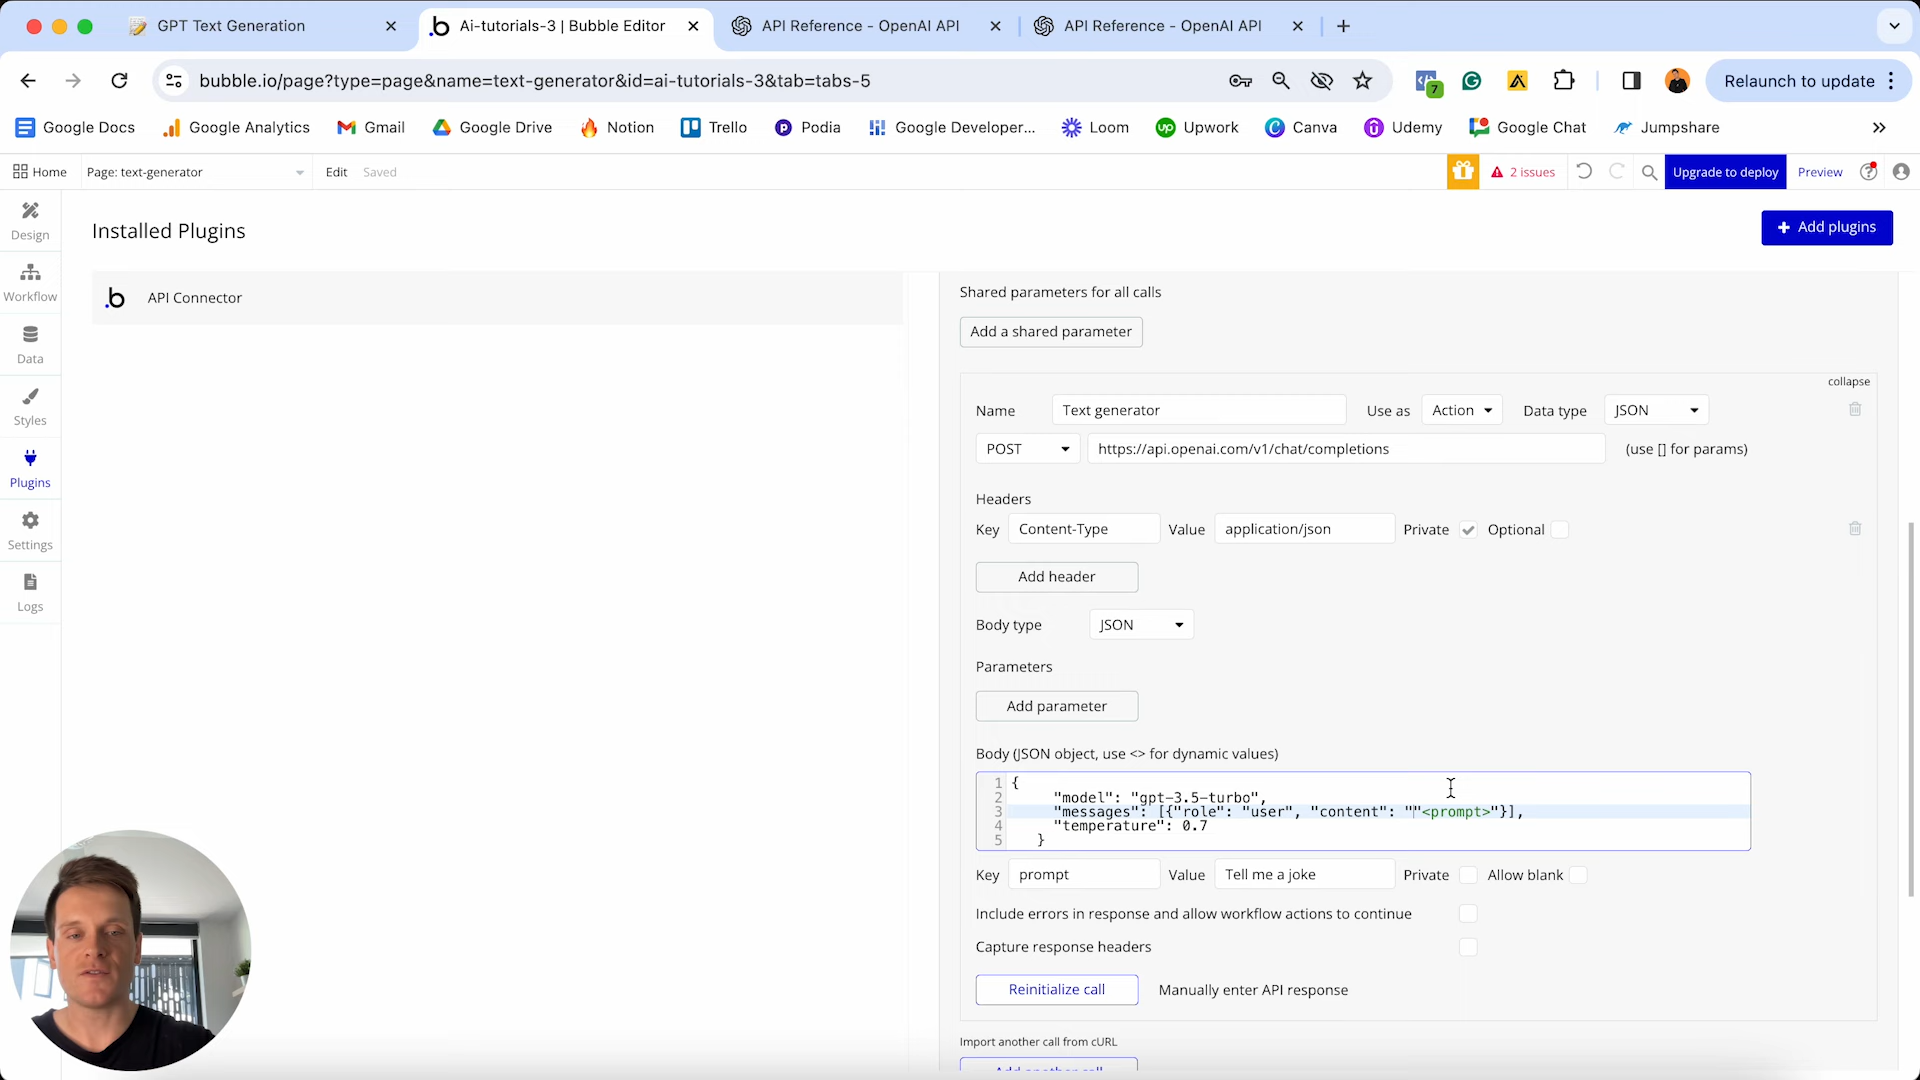 GPT Text Generation
Ai-tutorials-3 | Bubble Editor
API Reference - OpenAI API
API Reference - OpenAI API
bubble.io/page?type=page&name=text-generator&id=ai-tutorials-3&tab=tabs-5
7
Relaunch to update
Google Docs
Google Analytics
Gmail
Google Drive
Notion
Trello
Podia
Google Developer...
Loom
Upwork
Canva
Udemy
Google Chat
Jumpshare
Home
Page: text-generator
Edit
Saved
2 issues
Upgrade to deploy
Preview
Design
Workflow
Data
Styles
Plugins
Settings
Logs
Installed Plugins
Add plugins
API Connector
Shared parameters for all calls
Add a shared parameter
collapse
Name Text generator Use as Action Data type JSON
POST https://api.openai.com/v1/chat/completions (use [] for params)
Headers
Key Content-Type Value application/json Private Optional
Add header
Body type JSON
Parameters
Add parameter
Body (JSON object, use <> for dynamic values)
1 {
2 "model": "gpt-3.5-turbo",
3 "messages": [{"role": "user", "content": ""<prompt>"}],
4 "temperature": 0.7
5 }
Key prompt Value Tell me a joke Private Allow blank
Include errors in response and allow workflow actions to continue
Capture response headers
Reinitialize call Manually enter API response
Import another call from cURL
Add another call